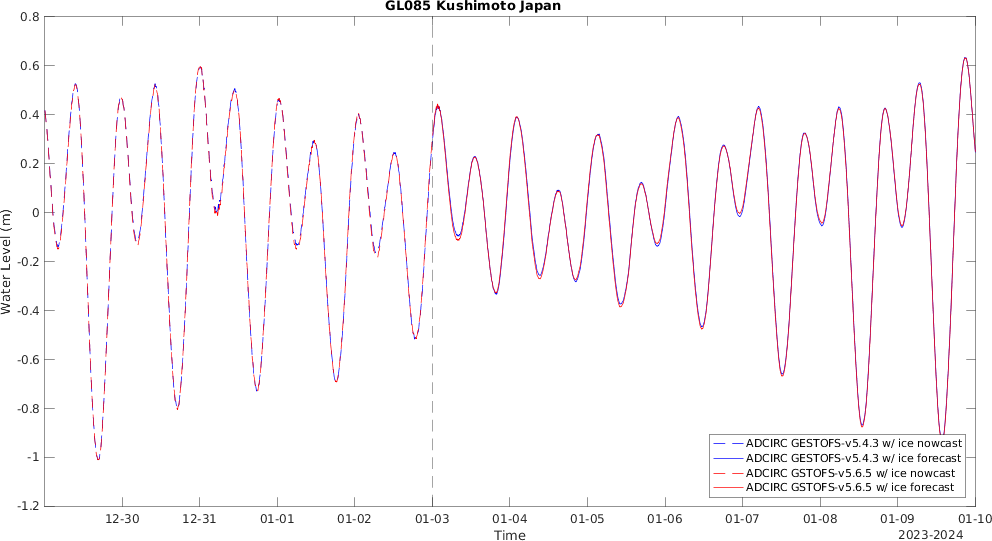 GL085 Kushimoto Japan
0.8
0.6
0.4
0.2
0
-0.2
-0.4
-0.6
-0.8
-1
-1.2
Water Level (m)
ADCIRC GESTOFS-v5.4.3 w/ ice nowcast
ADCIRC GESTOFS-v5.4.3 w/ ice forecast
ADCIRC GSTOFS-v5.6.5 w/ ice nowcast
ADCIRC GSTOFS-v5.6.5 w/ ice forecast
12-30 12-31 01-01 01-02 01-03 01-04 01-05 01-06 01-07 01-08 01-09 01-10
Time
2023-2024